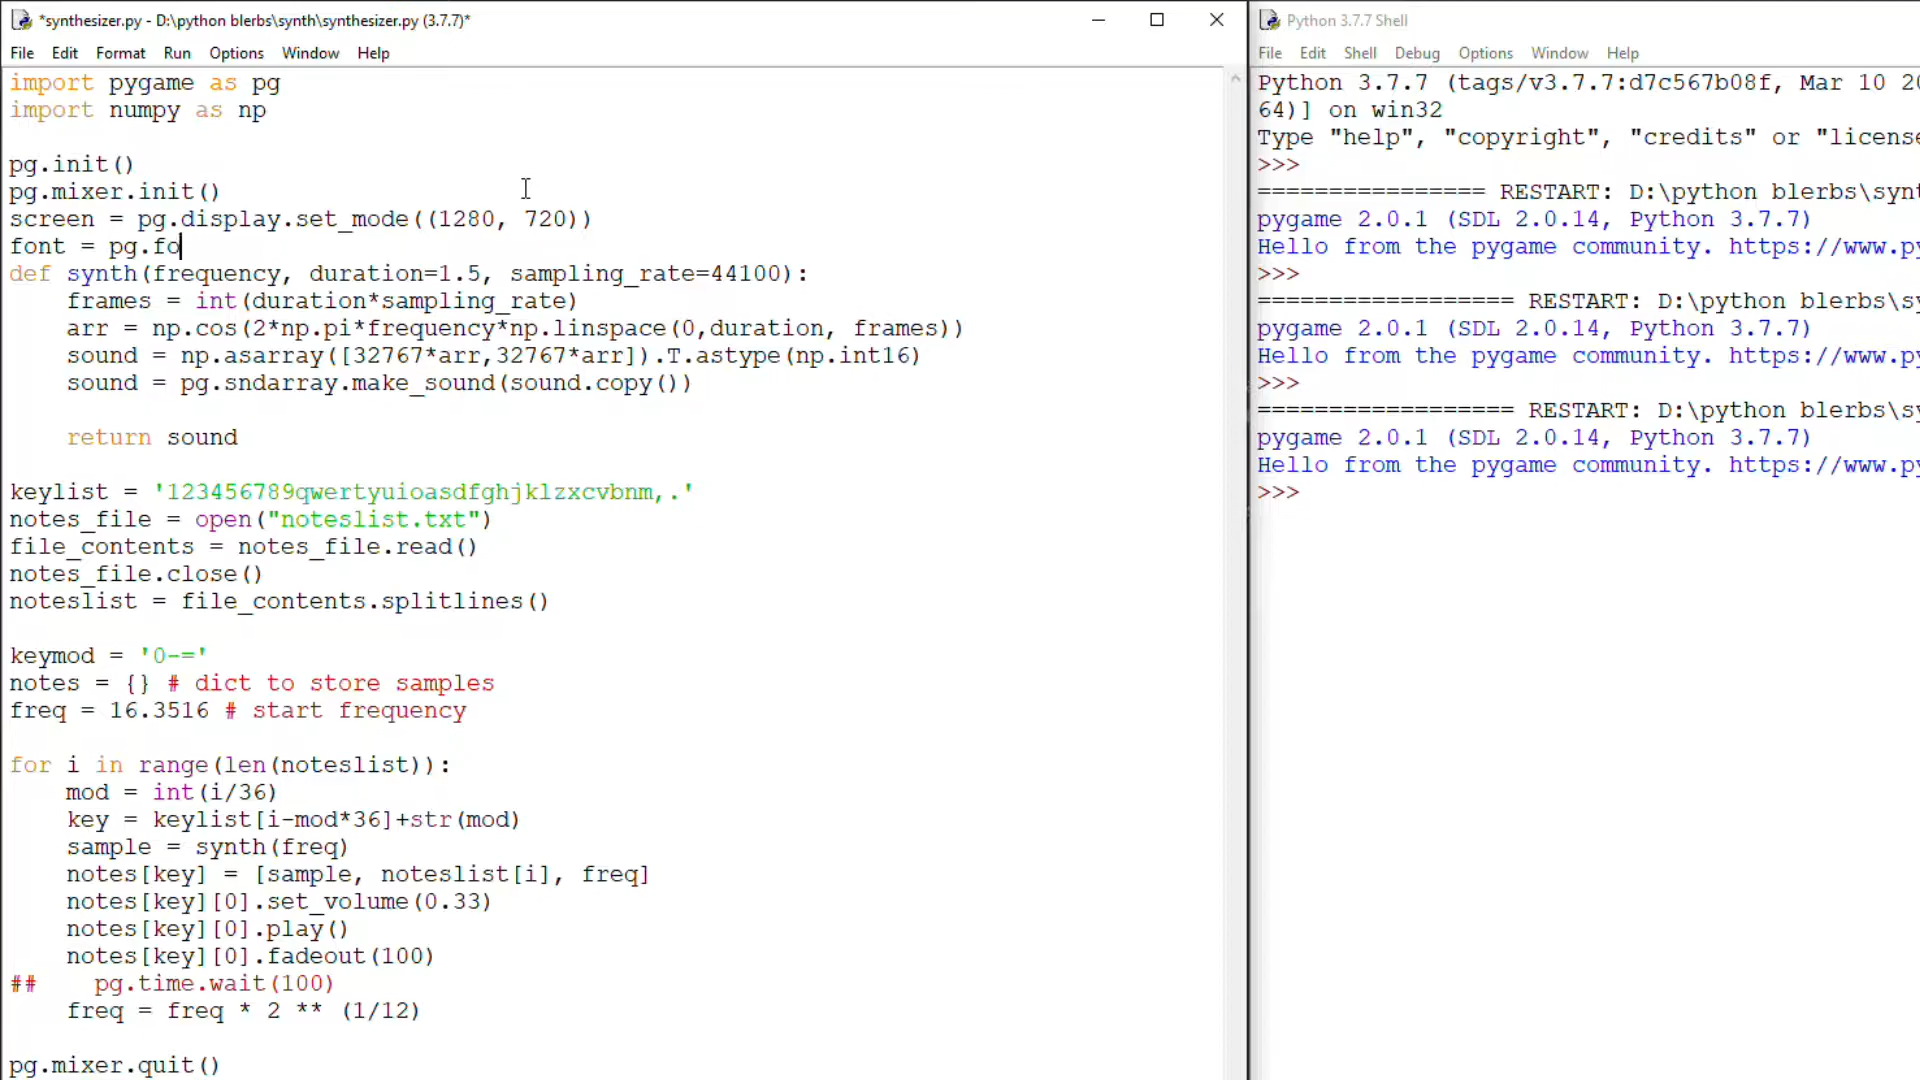 *synthesizer.py - D:\python blerbs\synth\synthesizer.py (3.7.7)*
File Edit Format Run Options Window Help
import pygame as pg
import numpy as np
pg.init()
pg.mixer.init()
screen = pg.display.set_mode((1280, 720))
font = pg.fo
def synth(frequency, duration=1.5, sampling_rate=44100):
    frames = int(duration*sampling_rate)
    arr = np.cos(2*np.pi*frequency*np.linspace(0,duration, frames))
    sound = np.asarray([32767*arr,32767*arr]).T.astype(np.int16)
    sound = pg.sndarray.make_sound(sound.copy())
    return sound
keylist = '123456789qwertyuioasdfghjklzxcvbnm,.'
notes_file = open("noteslist.txt")
file_contents = notes_file.read()
notes_file.close()
noteslist = file_contents.splitlines()
keymod = '0-='
notes = {} # dict to store samples
freq = 16.3516 # start frequency
for i in range(len(noteslist)):
    mod = int(i/36)
    key = keylist[i-mod*36]+str(mod)
    sample = synth(freq)
    notes[key] = [sample, noteslist[i], freq]
    notes[key][0].set_volume(0.33)
    notes[key][0].play()
    notes[key][0].fadeout(100)
##    pg.time.wait(100)
    freq = freq * 2 ** (1/12)
pg.mixer.quit()
Python 3.7.7 Shell
File Edit Shell Debug Options Window Help
Python 3.7.7 (tags/v3.7.7:d7c567b08f, Mar 10 20
64)] on win32
Type "help", "copyright", "credits" or "license
>>>
================ RESTART: D:\python blerbs\synt
pygame 2.0.1 (SDL 2.0.14, Python 3.7.7)
Hello from the pygame community. https://www.py
>>>
================== RESTART: D:\python blerbs\sy
pygame 2.0.1 (SDL 2.0.14, Python 3.7.7)
Hello from the pygame community. https://www.py
>>>
================== RESTART: D:\python blerbs\sy
pygame 2.0.1 (SDL 2.0.14, Python 3.7.7)
Hello from the pygame community. https://www.py
>>>